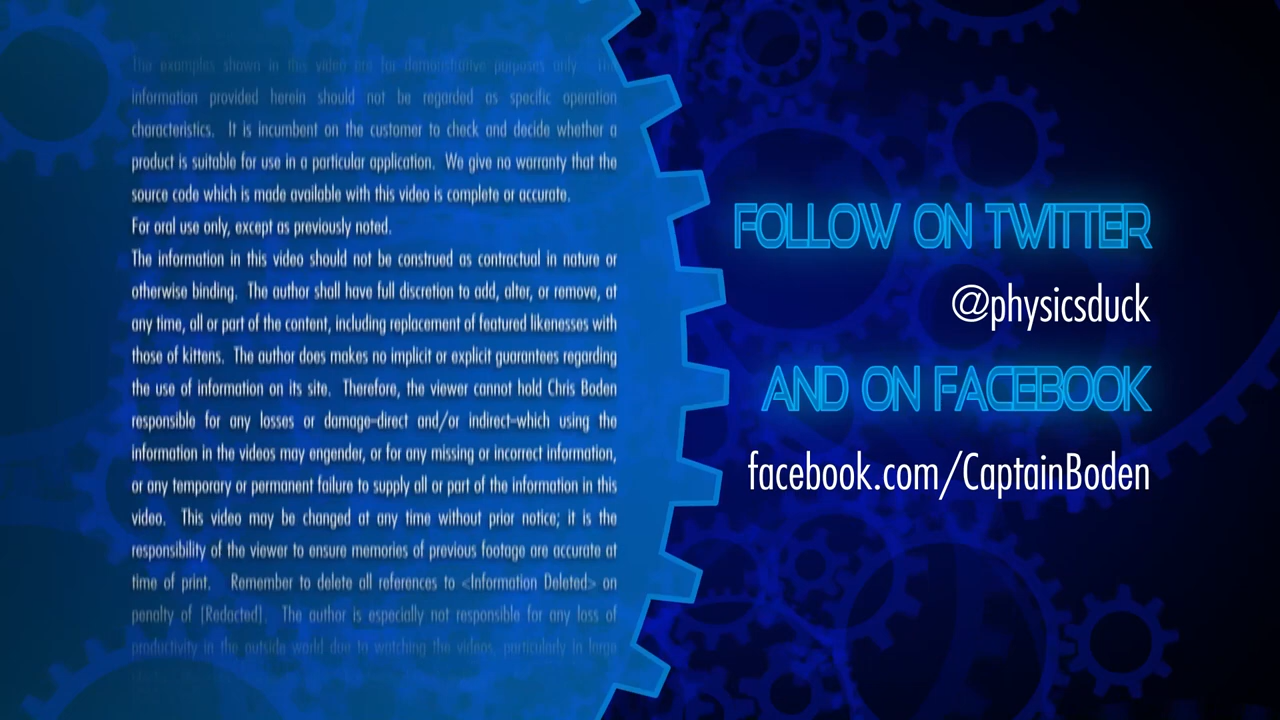 The examples shown in this video are for demonstrative purposes only. The
information provided herein should not be regarded as specific operation
characteristics. It is incumbent on the customer to check and decide whether a
product is suitable for use in a particular application. We give no warranty that the
source code which is made available with this video is complete or accurate.
For oral use only, except as previously noted.
The information in this video should not be construed as contractual in nature or
otherwise binding. The author shall have full discretion to add, alter, or remove, at
any time, all or part of the content, including replacement of featured likenesses with
those of kittens. The author does makes no implicit or explicit guarantees regarding
the use of information on its site. Therefore, the viewer cannot hold Chris Boden
responsible for any losses or damage–direct and/or indirect–which using the
information in the videos may engender, or for any missing or incorrect information,
or any temporary or permanent failure to supply all or part of the information in this
video. This video may be changed at any time without prior notice; it is the
responsibility of the viewer to ensure memories of previous footage are accurate at
time of print. Remember to delete all references to <Information Deleted> on
penalty of [Redacted]. The author is especially not responsible for any loss of
productivity in the outside world due to watching the videos, particularly in large
FOLLOW ON TWITTER
@physicsduck
AND ON FACEBOOK
facebook.com/CaptainBoden